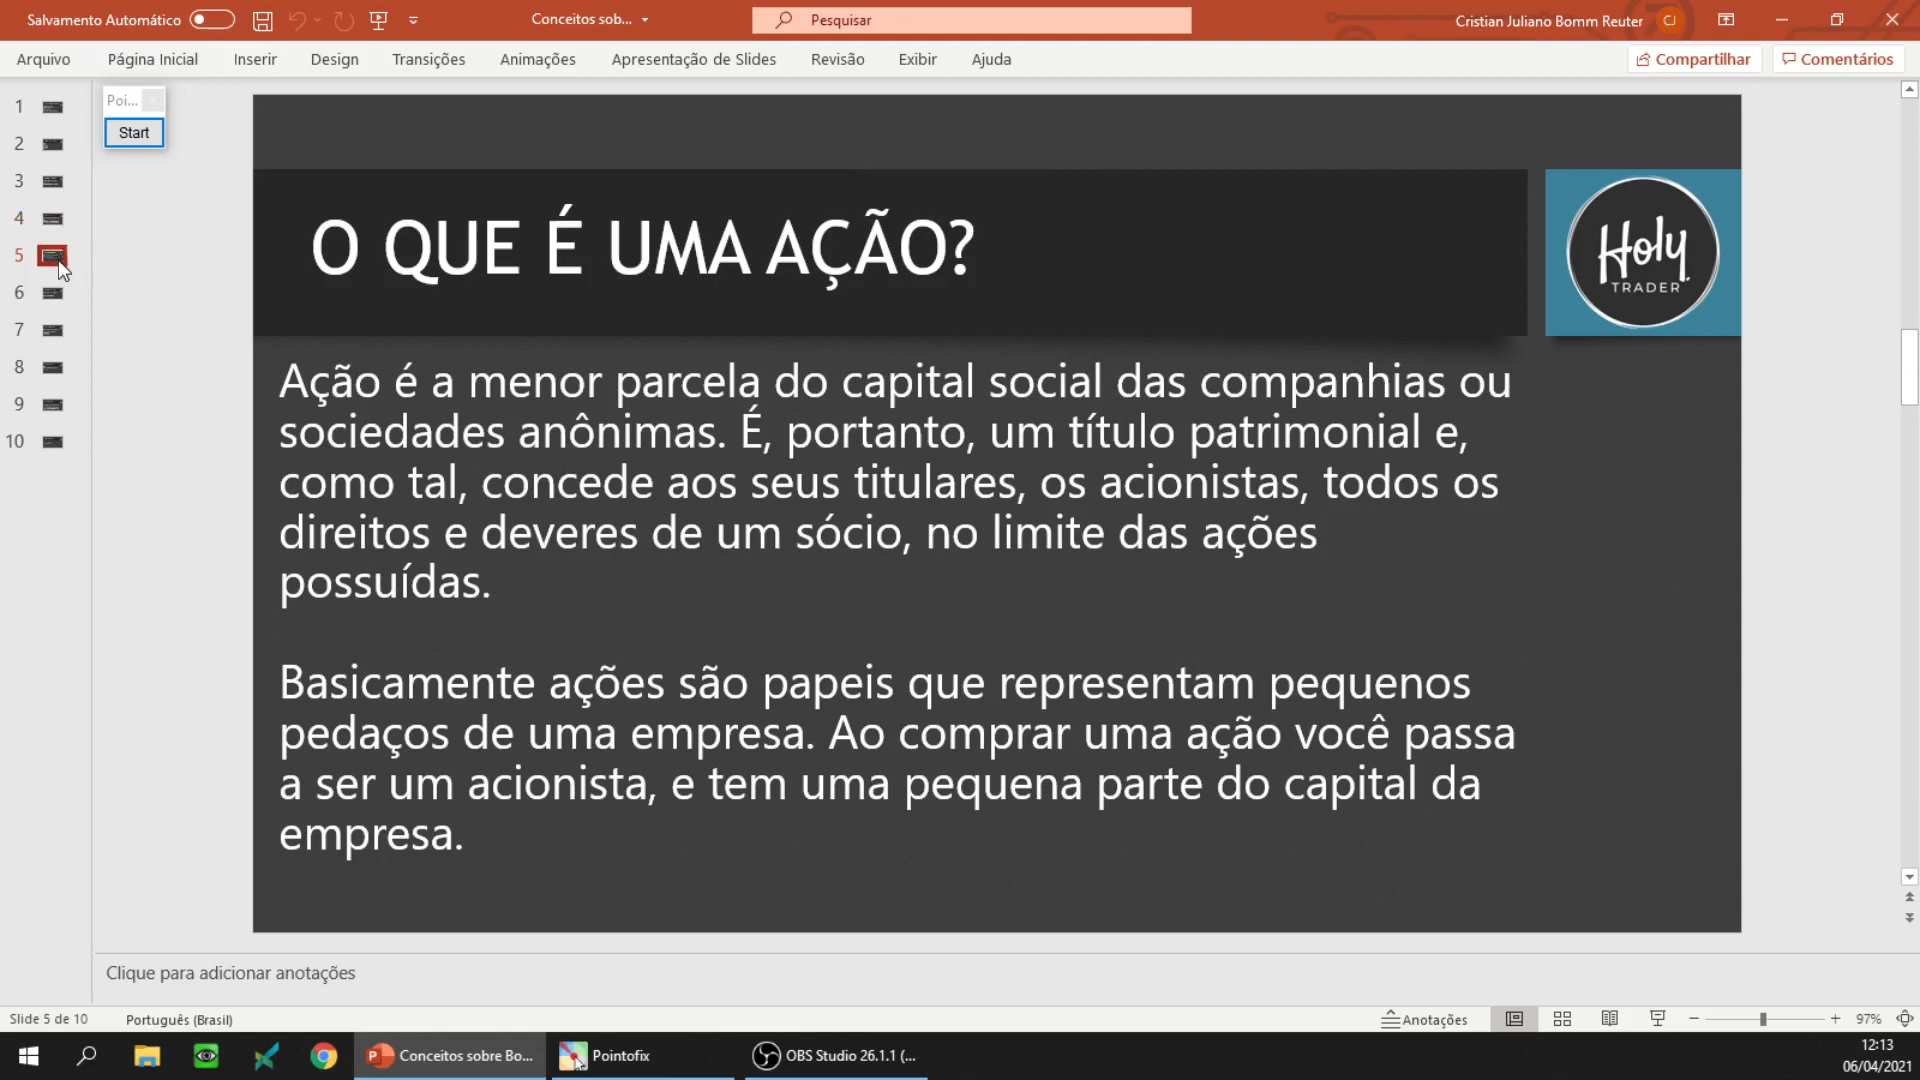 Salvamento Automático
Conceitos sob...
Pesquisar
Cristian Juliano Bomm Reuter
CJ
Arquivo
Página Inicial
Inserir
Design
Transições
Animações
Apresentação de Slides
Revisão
Exibir
Ajuda
Compartilhar
Comentários
1
2
3
4
5
6
7
8
9
10
Poi...
Start
O QUE É UMA AÇÃO?
Holy
TRADER
Ação é a menor parcela do capital social das companhias ou
sociedades anônimas. É, portanto, um título patrimonial e,
como tal, concede aos seus titulares, os acionistas, todos os
direitos e deveres de um sócio, no limite das ações
possuídas.
Basicamente ações são papeis que representam pequenos
pedaços de uma empresa. Ao comprar uma ação você passa
a ser um acionista, e tem uma pequena parte do capital da
empresa.
Clique para adicionar anotações
Slide 5 de 10
Português (Brasil)
Anotações
97%
Conceitos sobre Bo...
Pointofix
OBS Studio 26.1.1 (...
12:13
06/04/2021